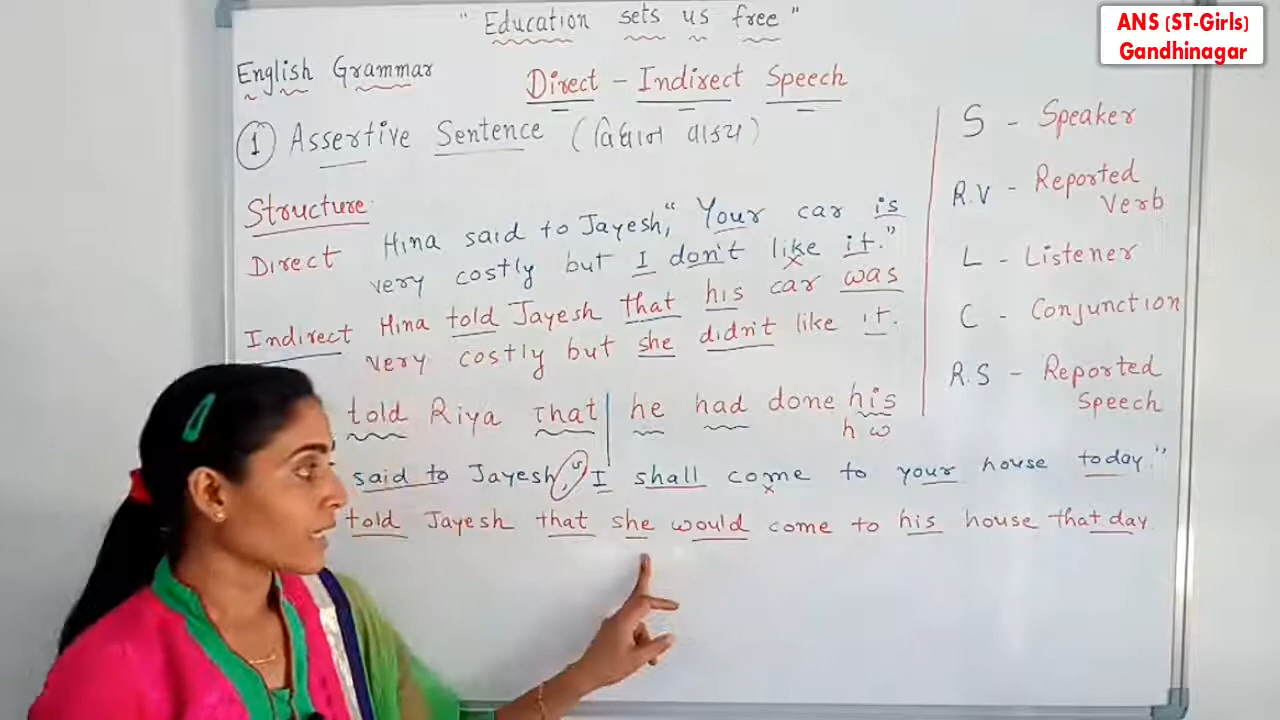 " Education sets us free "
ANS (ST-Girls)
Gandhinagar
English Grammar
Direct - Indirect Speech
① Assertive Sentence (વિધાન વાક્ય)
Structure
Direct Hina said to Jayesh, "Your car is
very costly but I don't like it."
Indirect Hina told Jayesh that his car was
very costly but she didn't like it.
told Riya that he had done his
h w
said to Jayesh, "I shall come to your house today."
told Jayesh that she would come to his house that day.
S - Speaker
R.V - Reported
Verb
L - Listener
C - Conjunction
R.S - Reported
Speech